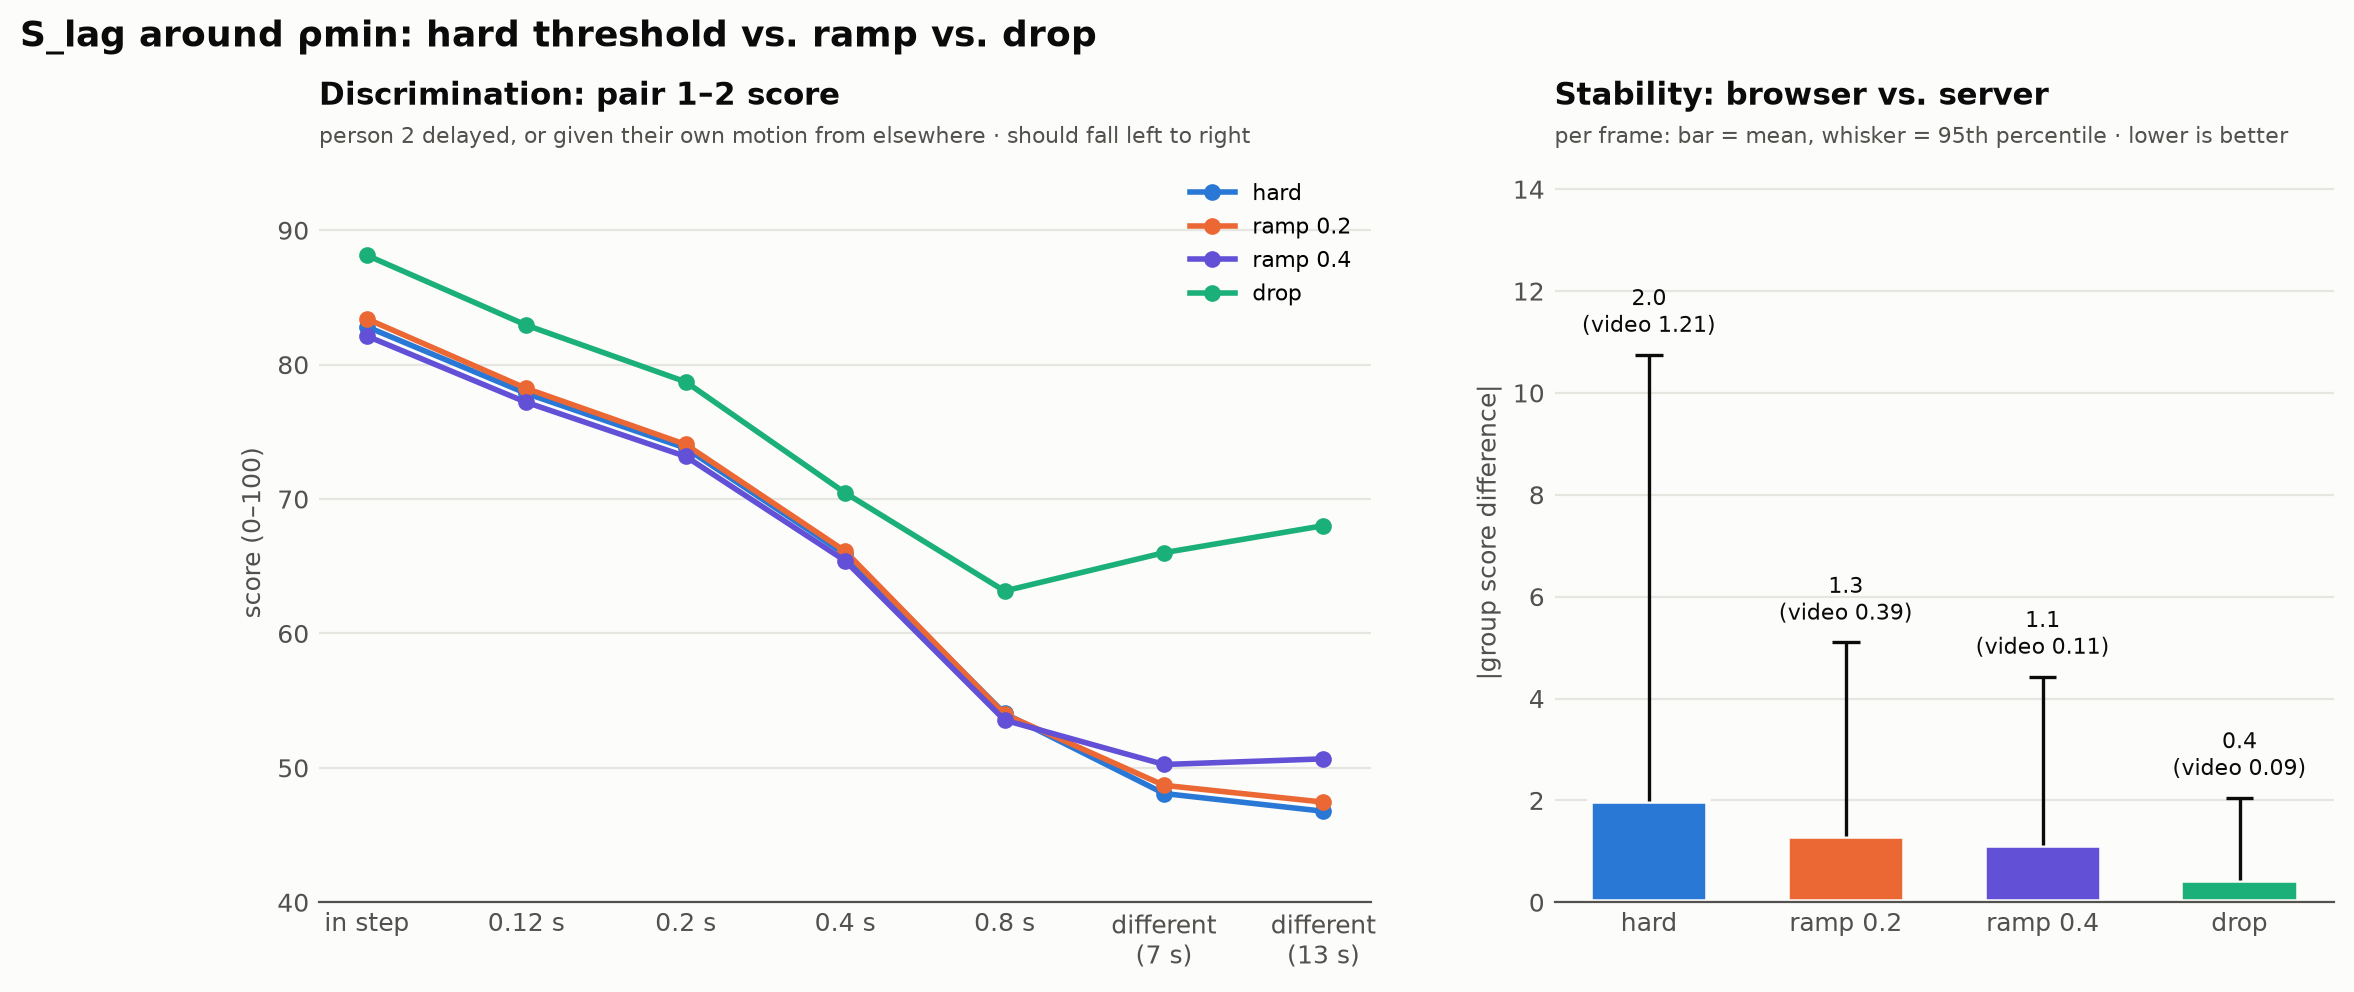 S_lag around ρmin: hard threshold vs. ramp vs. drop
Discrimination: pair 1–2 score
person 2 delayed, or given their own motion from elsewhere · should fall left to right
hard
ramp 0.2
ramp 0.4
drop
score (0–100)
90
80
70
60
50
40
in step
0.12 s
0.2 s
0.4 s
0.8 s
different
(7 s)
different
(13 s)
Stability: browser vs. server
per frame: bar = mean, whisker = 95th percentile · lower is better
|group score difference|
14
12
10
8
6
4
2
0
2.0
(video 1.21)
1.3
(video 0.39)
1.1
(video 0.11)
0.4
(video 0.09)
hard
ramp 0.2
ramp 0.4
drop